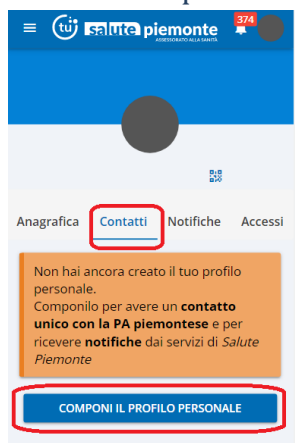 tu salute piemonte 374
ASSESSORATO ALLA SANITÀ
Anagrafica Contatti Notifiche Accessi
Non hai ancora creato il tuo profilo
personale.
Componilo per avere un contatto
unico con la PA piemontese e per
ricevere notifiche dai servizi di Salute
Piemonte
COMPONI IL PROFILO PERSONALE